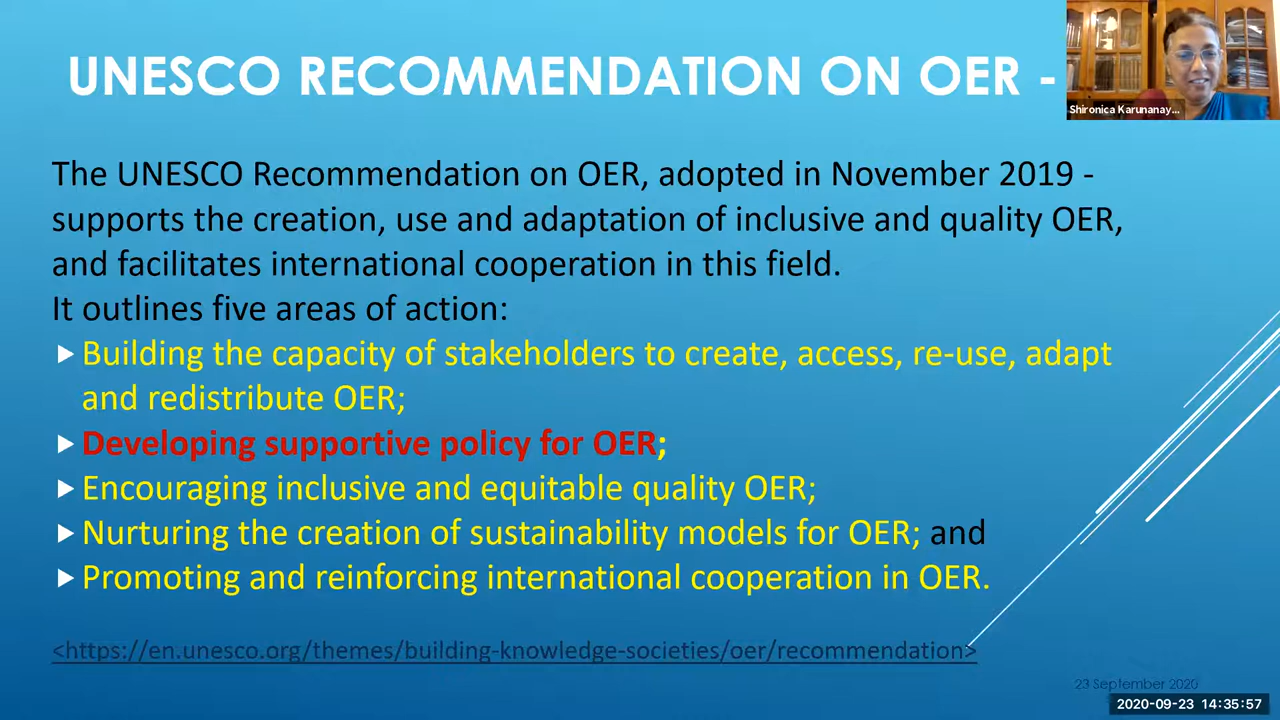 UNESCO RECOMMENDATION ON OER -
Shironica Karunanay...
The UNESCO Recommendation on OER, adopted in November 2019 -
supports the creation, use and adaptation of inclusive and quality OER,
and facilitates international cooperation in this field.
It outlines five areas of action:
Building the capacity of stakeholders to create, access, re-use, adapt
and redistribute OER;
Developing supportive policy for OER;
Encouraging inclusive and equitable quality OER;
Nurturing the creation of sustainability models for OER; and
Promoting and reinforcing international cooperation in OER.
<https://en.unesco.org/themes/building-knowledge-societies/oer/recommendation>
23 September 2020
2020-09-23 14:35:57